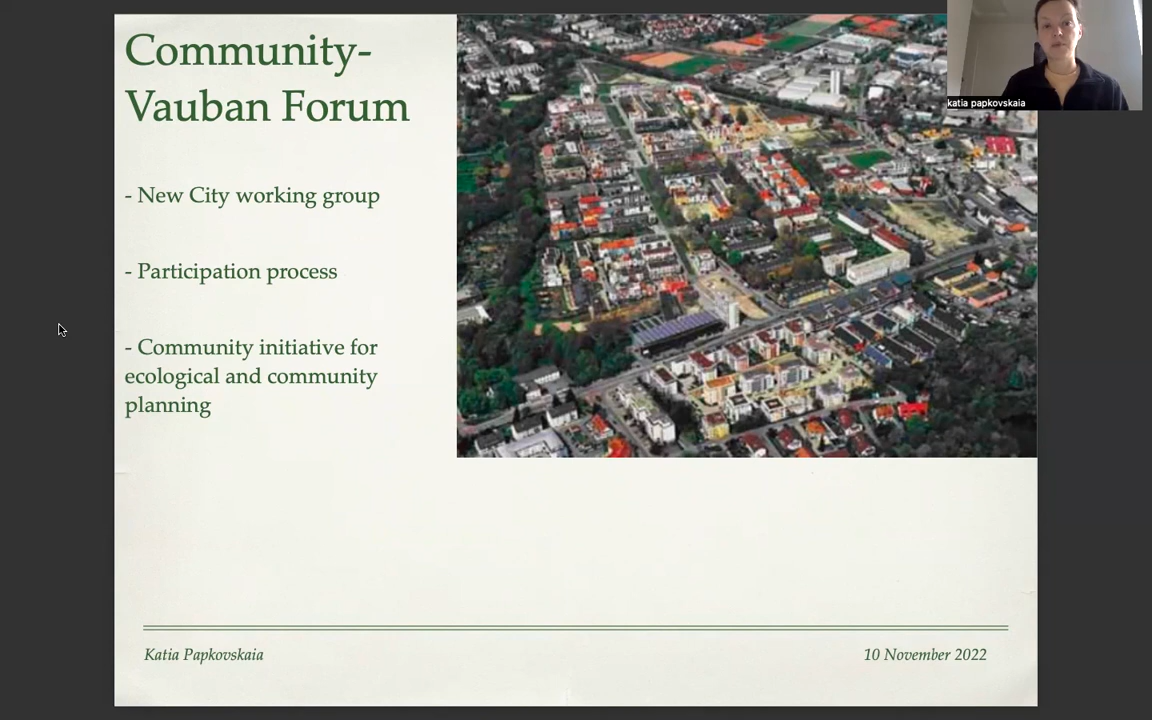 Community-
Vauban Forum
- New City working group
- Participation process
- Community initiative for
ecological and community
planning
katia papkovskaia
Katia Papkovskaia
10 November 2022